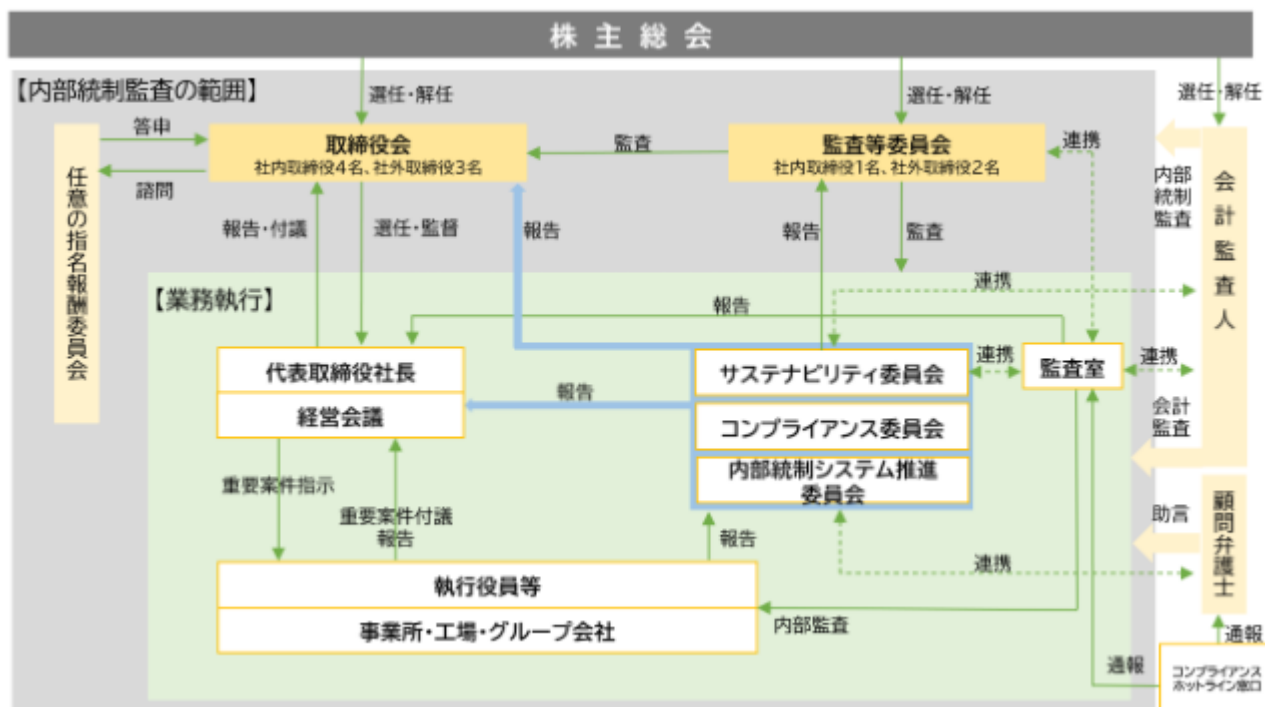 株主総会
【内部統制監査の範囲】
選任・解任
選任・解任
選任・解任
答申
諮問
任意の指名報酬委員会
取締役会
社内取締役4名、社外取締役3名
監査
監査等委員会
社内取締役1名、社外取締役2名
連携
内部
統制
監査
会計監査人
報告・付議
選任・監督
報告
報告
監査
【業務執行】
連携
報告
代表取締役社長
経営会議
報告
サステナビリティ委員会
コンプライアンス委員会
内部統制システム推進
委員会
連携
監査室
連携
会計
監査
重要案件指示
重要案件付議
報告
報告
助言
顧問弁護士
連携
執行役員等
事業所・工場・グループ会社
内部監査
通報
通報
コンプライアンス
ホットライン窓口